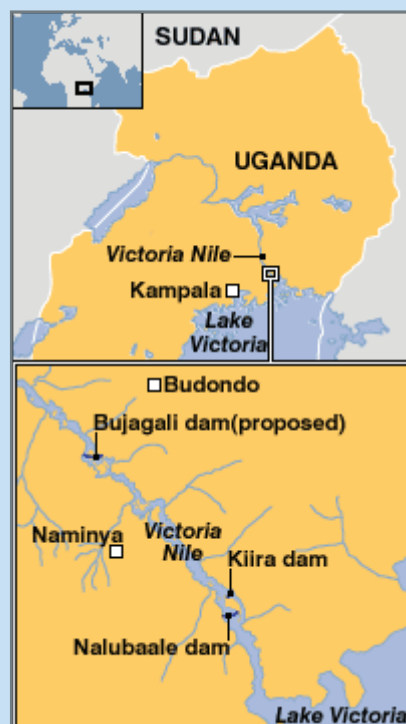 SUDAN
UGANDA
Victoria Nile
Kampala
Lake
Victoria
Budondo
Bujagali dam(proposed)
Naminya
Victoria
Nile
Kiira dam
Nalubaale dam
Lake Victoria